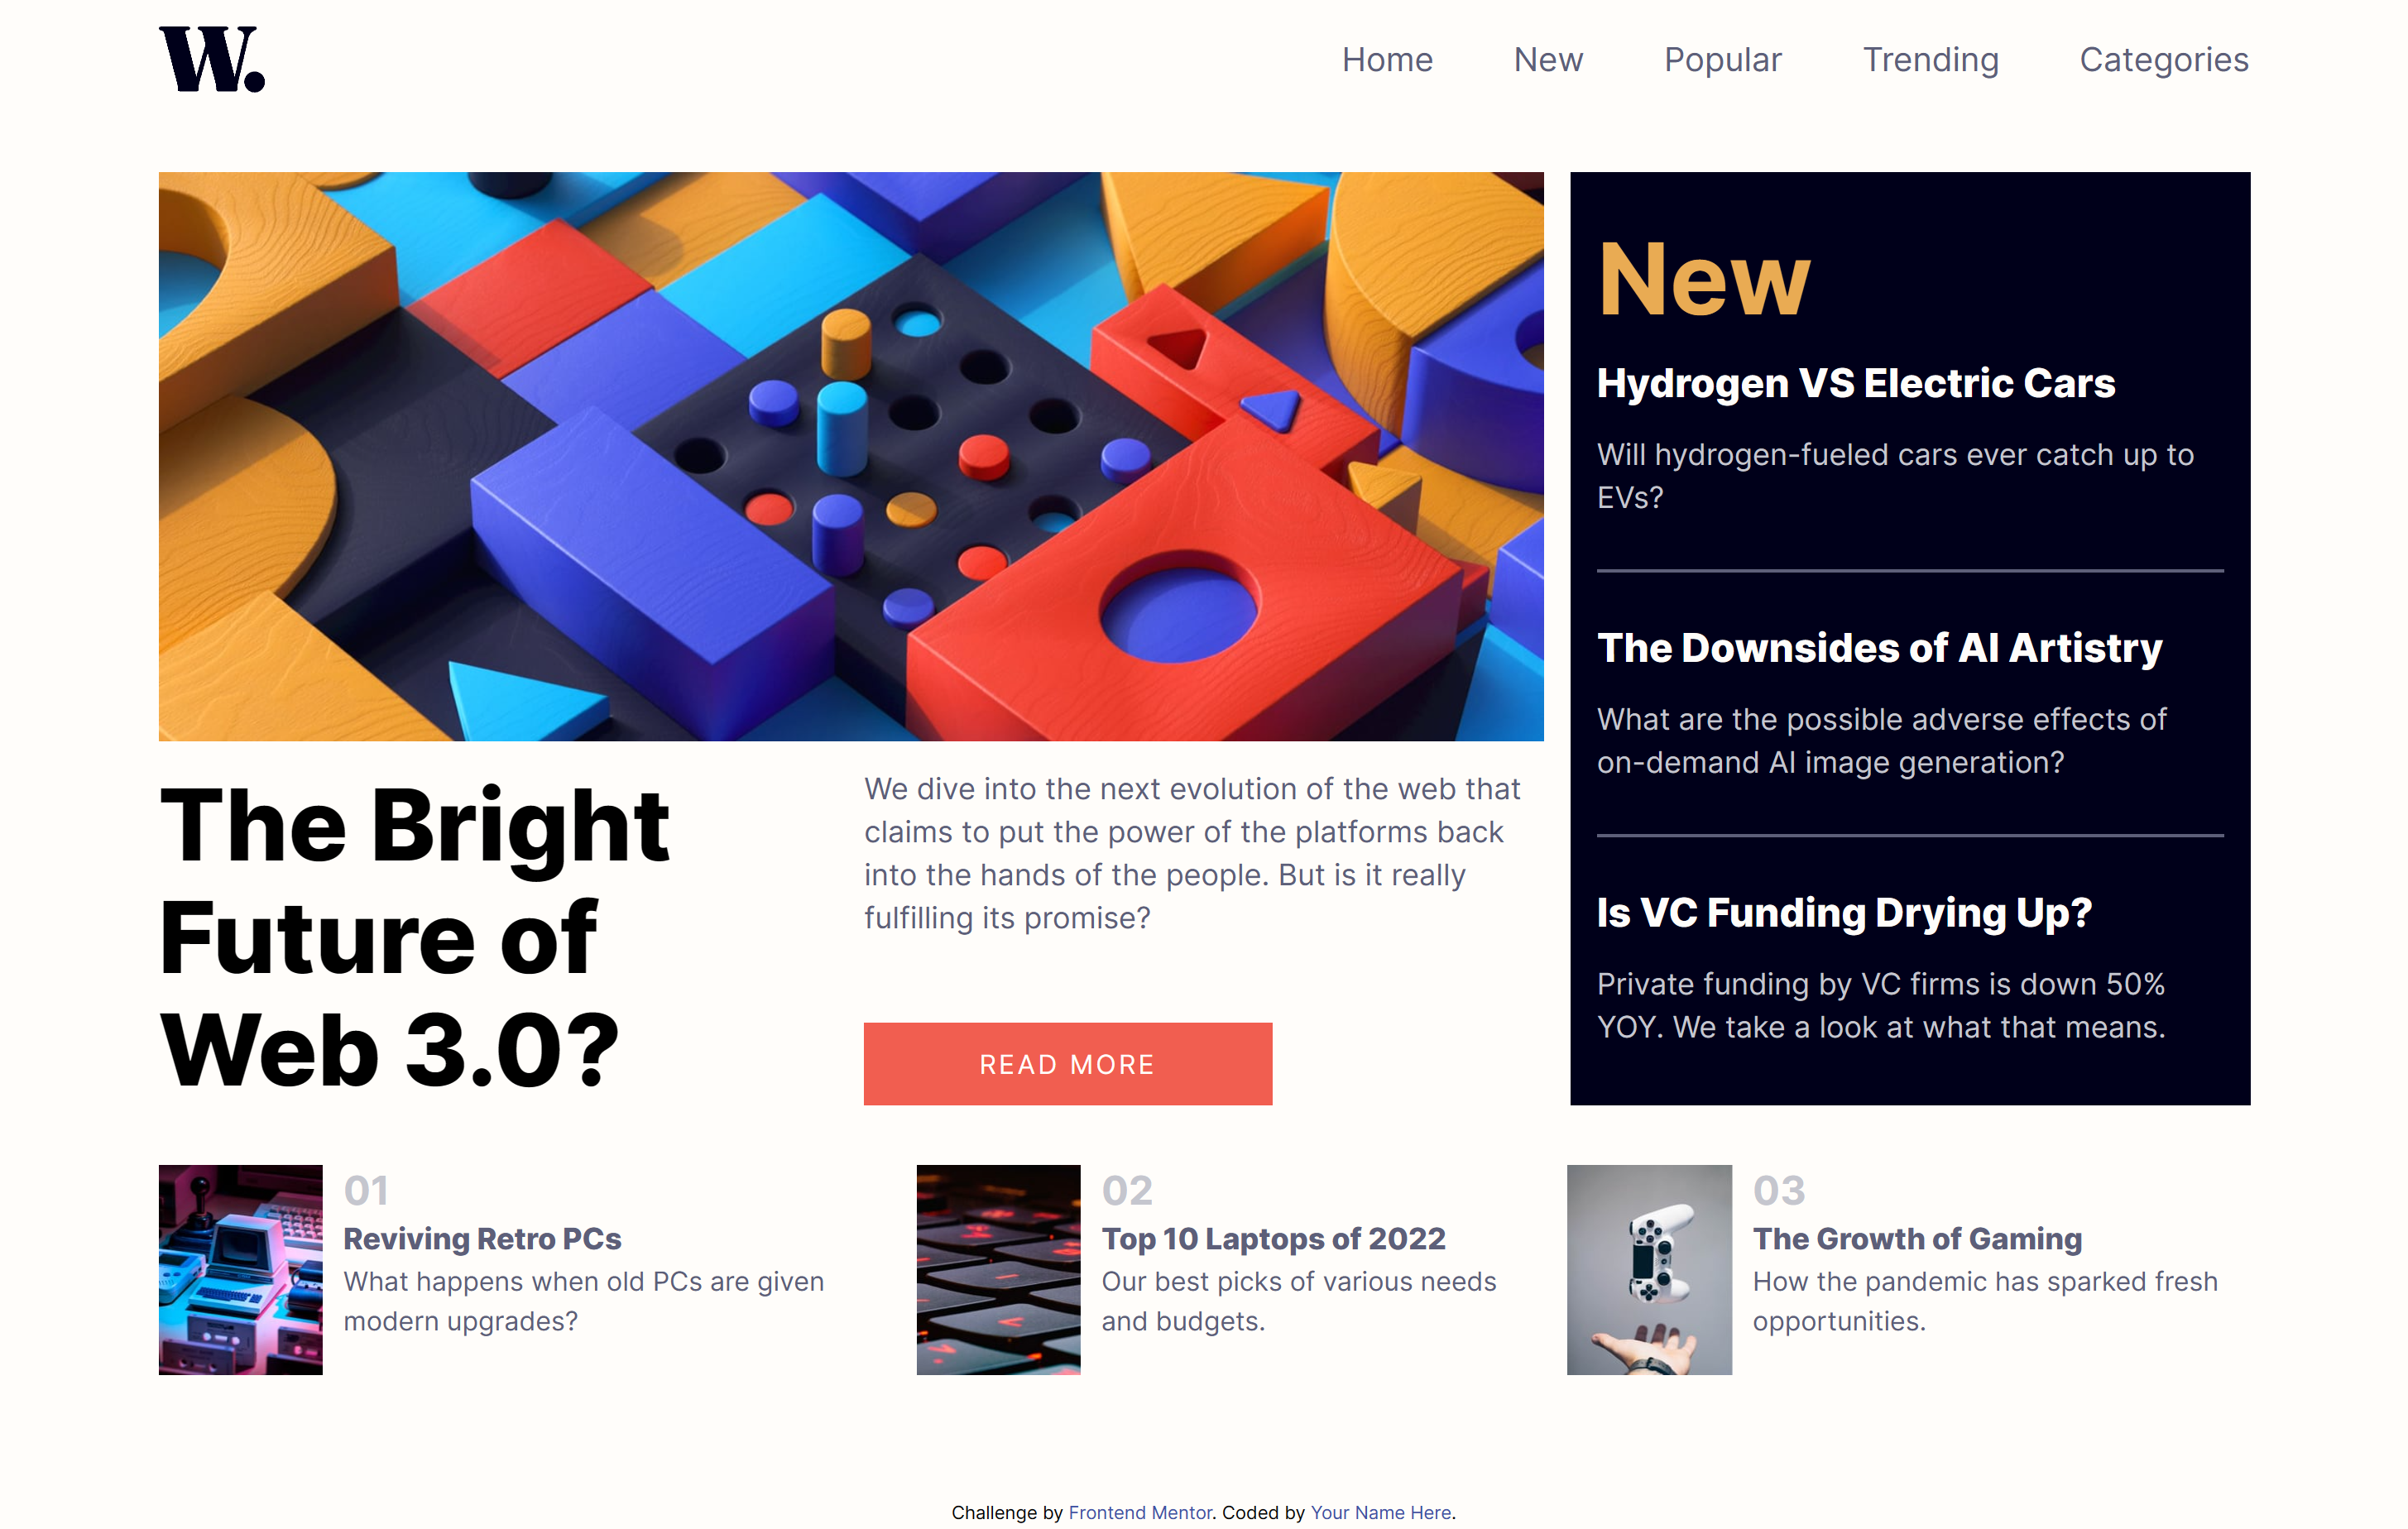 W.
Home New Popular Trending Categories
New
Hydrogen VS Electric Cars
Will hydrogen-fueled cars ever catch up to
EVs?
The Downsides of AI Artistry
What are the possible adverse effects of
on-demand AI image generation?
Is VC Funding Drying Up?
Private funding by VC firms is down 50%
YOY. We take a look at what that means.
The Bright
Future of
Web 3.0?
We dive into the next evolution of the web that
claims to put the power of the platforms back
into the hands of the people. But is it really
fulfilling its promise?
READ MORE
01
Reviving Retro PCs
What happens when old PCs are given
modern upgrades?
02
Top 10 Laptops of 2022
Our best picks of various needs
and budgets.
03
The Growth of Gaming
How the pandemic has sparked fresh
opportunities.
Challenge by Frontend Mentor. Coded by Your Name Here.